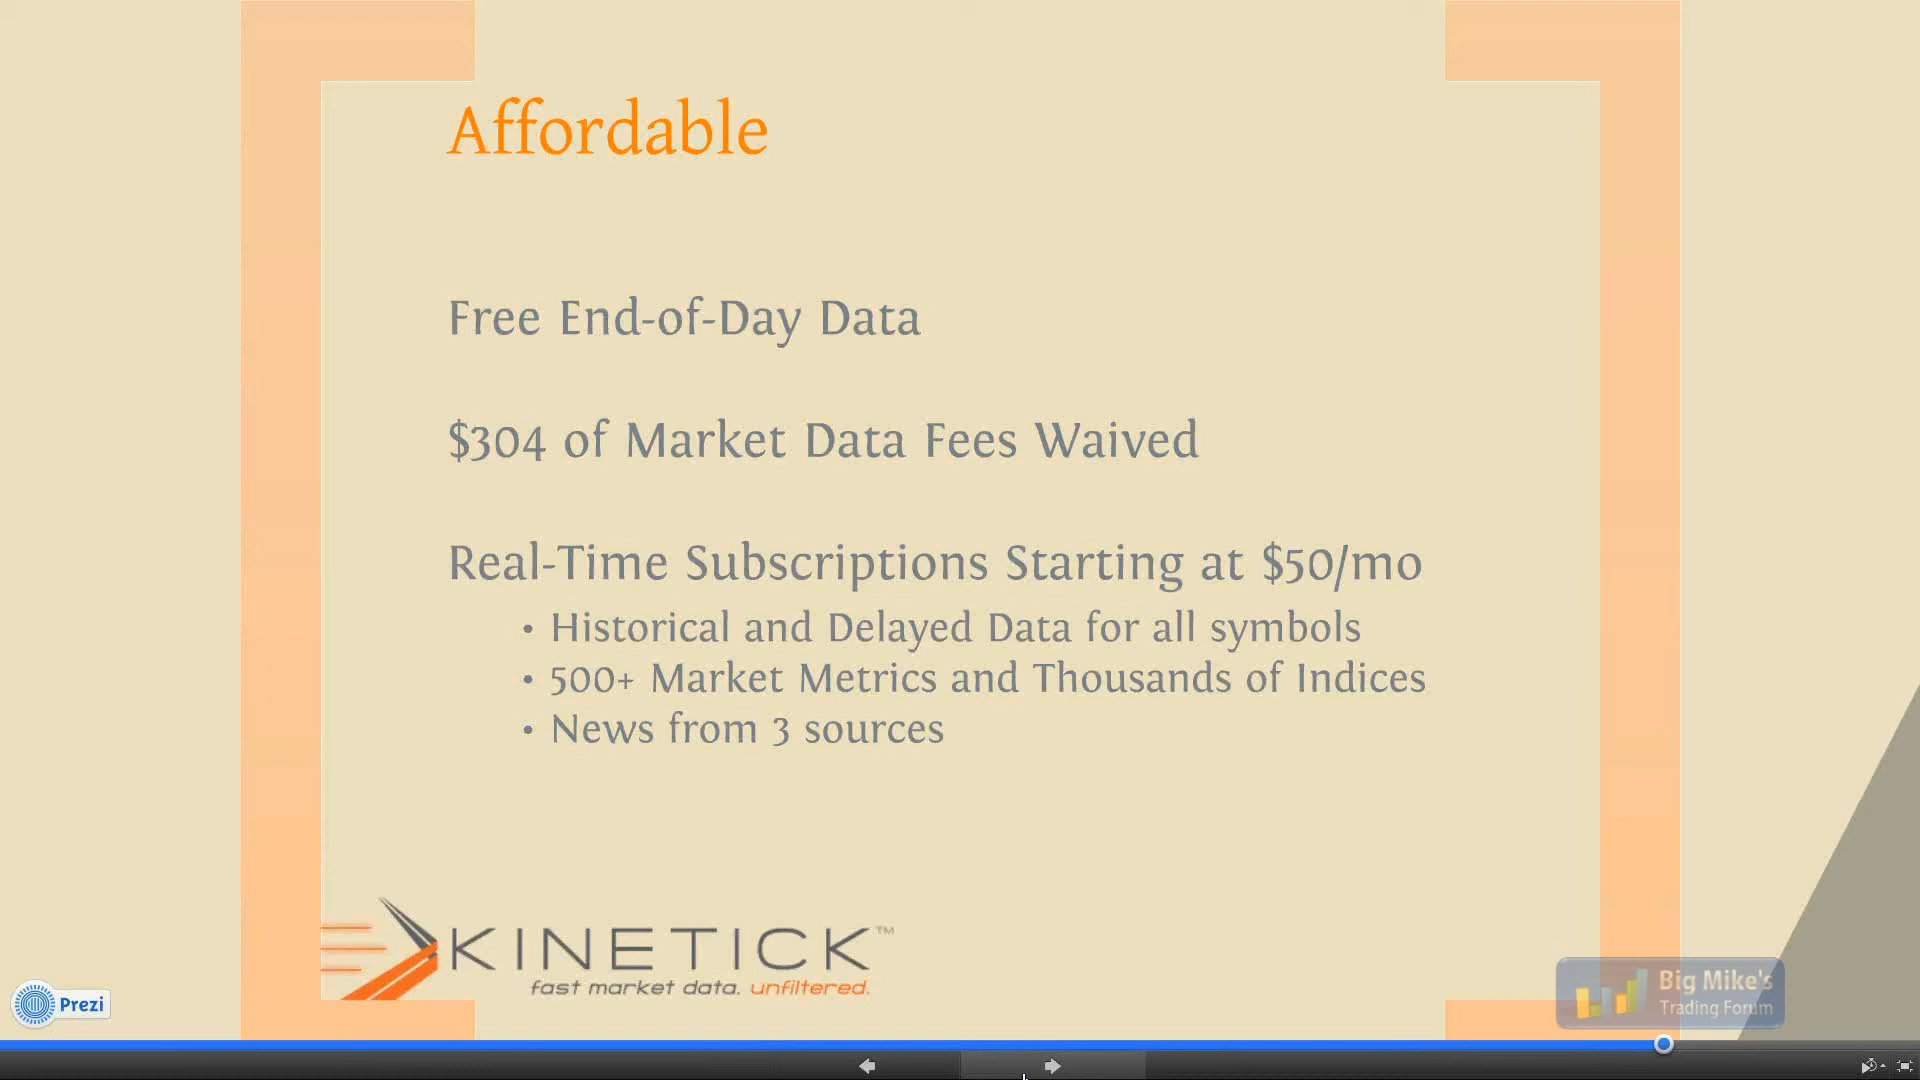 Affordable
Free End-of-Day Data
$304 of Market Data Fees Waived
Real-Time Subscriptions Starting at $50/mo
• Historical and Delayed Data for all symbols
• 500+ Market Metrics and Thousands of Indices
• News from 3 sources
KINETICK™
fast market data. unfiltered.
Prezi
Big Mike's
Trading Forum